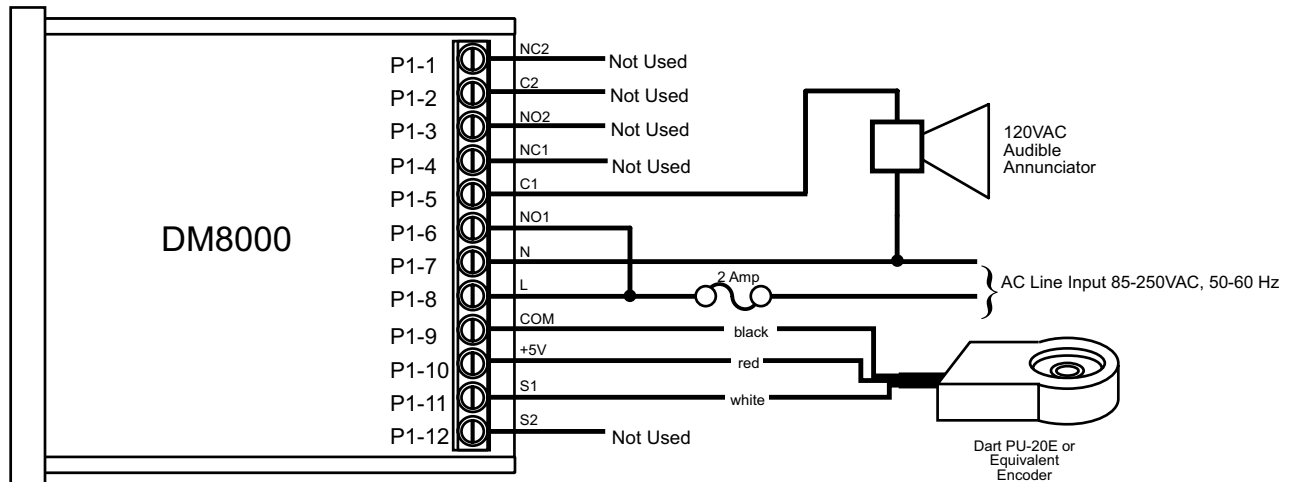 DM8000
P1-1 NC2 Not Used
P1-2 C2 Not Used
P1-3 NO2 Not Used
P1-4 NC1 Not Used
P1-5 C1
P1-6 NO1
P1-7 N
P1-8 L 2 Amp
AC Line Input 85-250VAC, 50-60 Hz
P1-9 COM black
P1-10 +5V red
P1-11 S1 white
P1-12 S2 Not Used
120VAC
Audible
Annunciator
Dart PU-20E or
Equivalent
Encoder